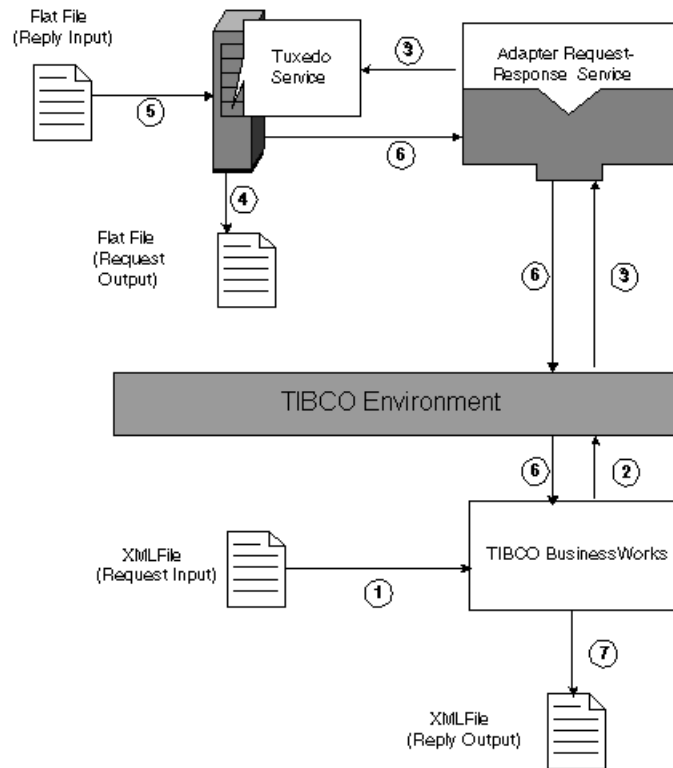 Flat File
(Reply Input)
5
Tuxedo
Service
3
Adapter Request-
Response Service
6
4
Flat File
(Request
Output)
6
3
TIBCO Environment
6
2
XMLFile
(Request Input)
1
TIBCO BusinessWorks
7
XMLFile
(Reply Output)